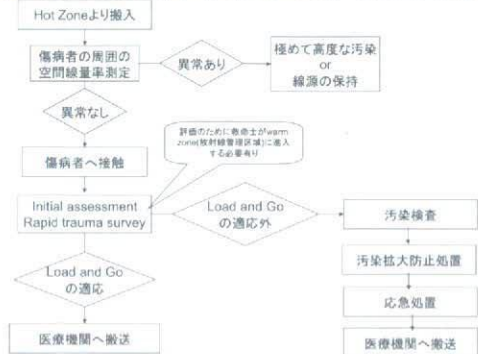 Hot Zoneより搬入
傷病者の周囲の
空間線量率測定
異常あり
極めて高度な汚染
or
線源の保持
異常なし
評価のために救命士がwarm
zone(放射線管理区域)に進入
する必要有り
傷病者へ接触
Initial assessment
Rapid trauma survey
Load and Go
の適応外
汚染検査
汚染拡大防止処置
Load and Go
の適応
応急処置
医療機関へ搬送
医療機関へ搬送